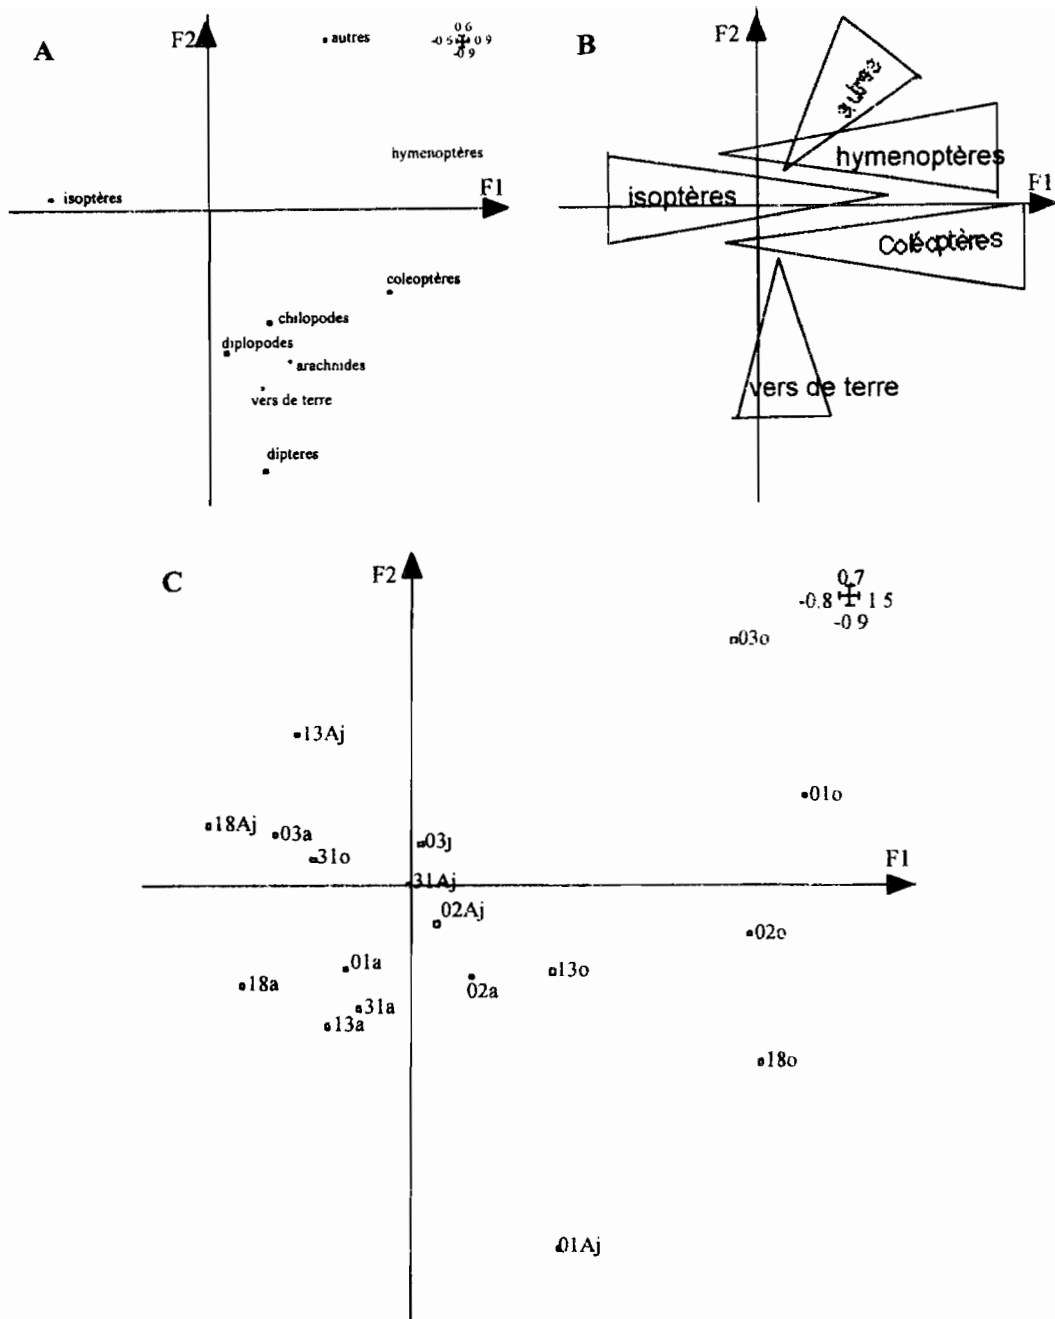 A
F2
autres
0 6
-0 5 0 9
-0 9
hymenoptères
isoptères
F1
coleoptères
chilopodes
diplopodes
arachnides
vers de terre
dipteres
B
F2
autres
hymenoptères
F1
isoptères
Coléoptères
vers de terre
C
F2
0.7
-0.8 1 5
-0 9
03o
13Aj
01o
18Aj
03a
03j
31o
F1
31Aj
02Aj
02o
01a
13o
18a
02a
31a
13a
18o
01Aj